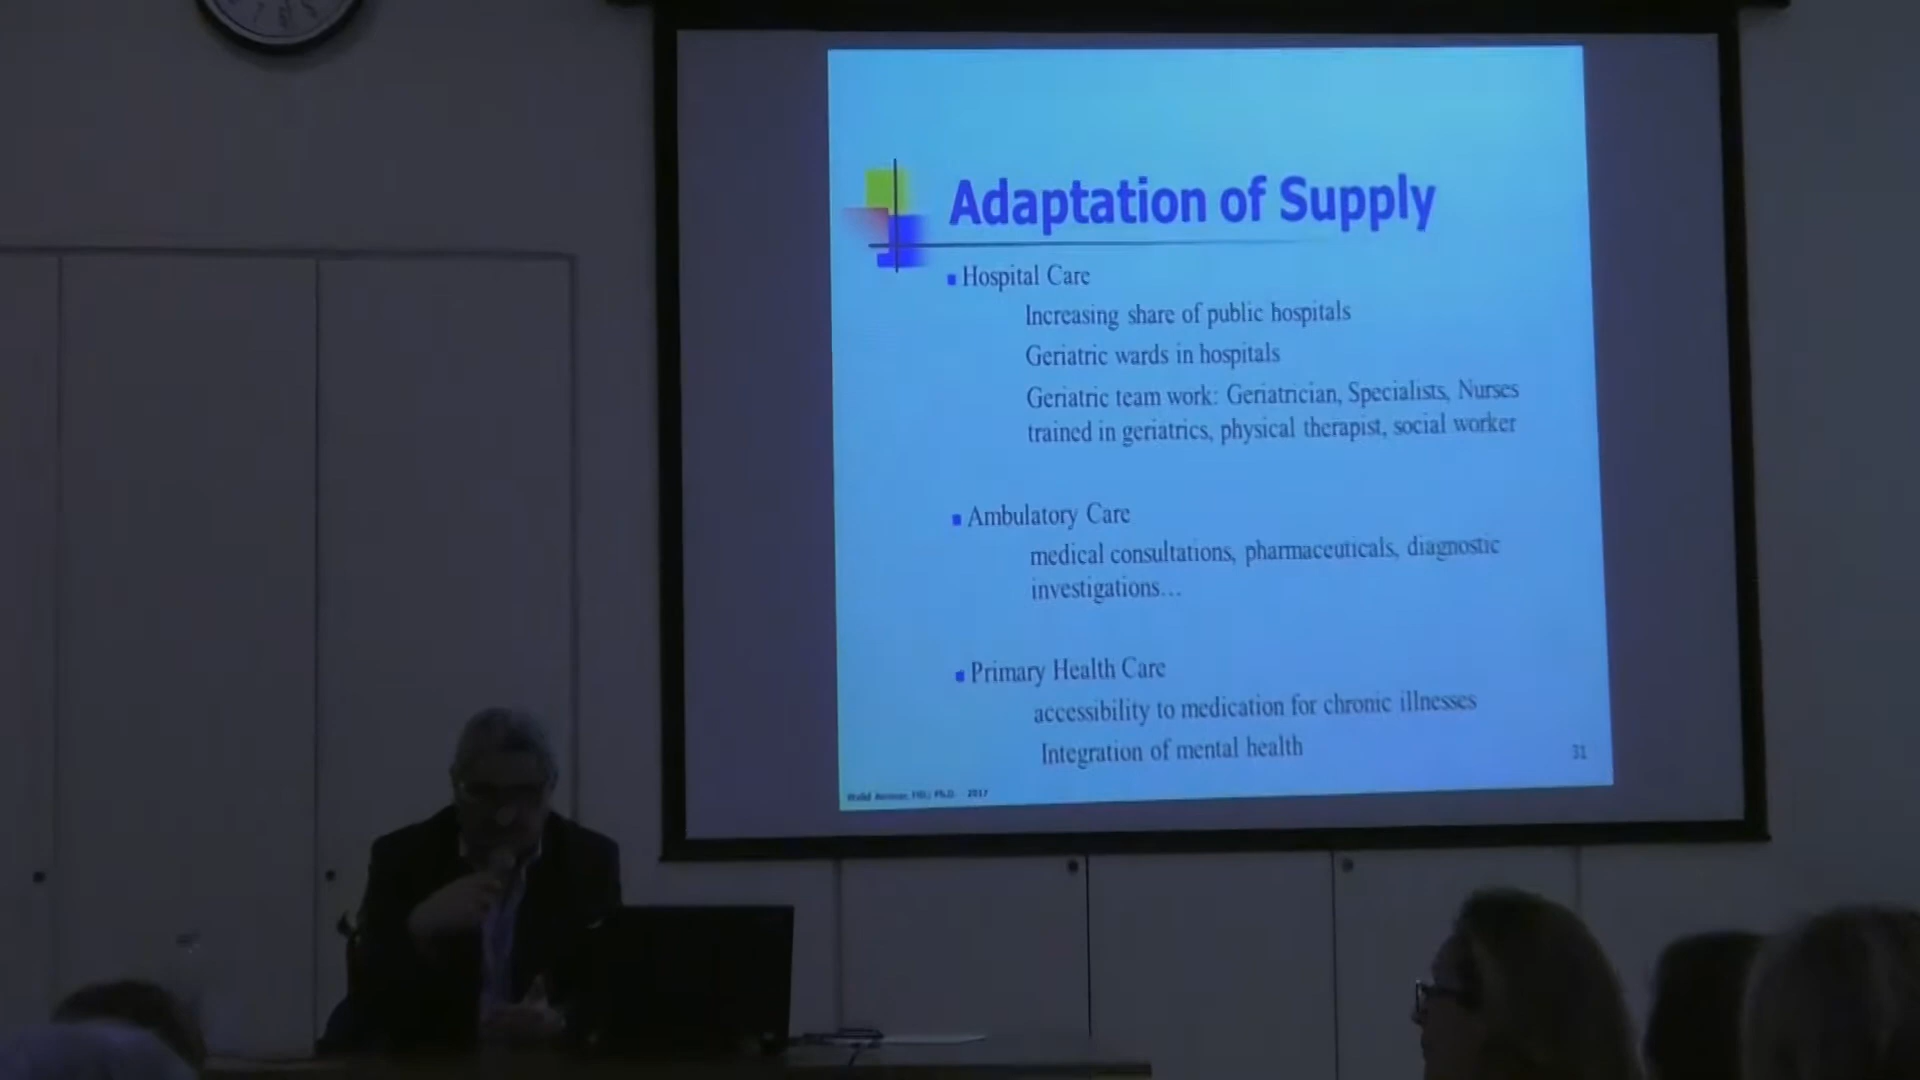 Adaptation of Supply
Hospital Care
Increasing share of public hospitals
Geriatric wards in hospitals
Geriatric team work: Geriatrician, Specialists, Nurses
trained in geriatrics, physical therapist, social worker
Ambulatory Care
medical consultations, pharmaceuticals, diagnostic
investigations…
Primary Health Care
accessibility to medication for chronic illnesses
Integration of mental health
31
Walid Ph.D. 2017